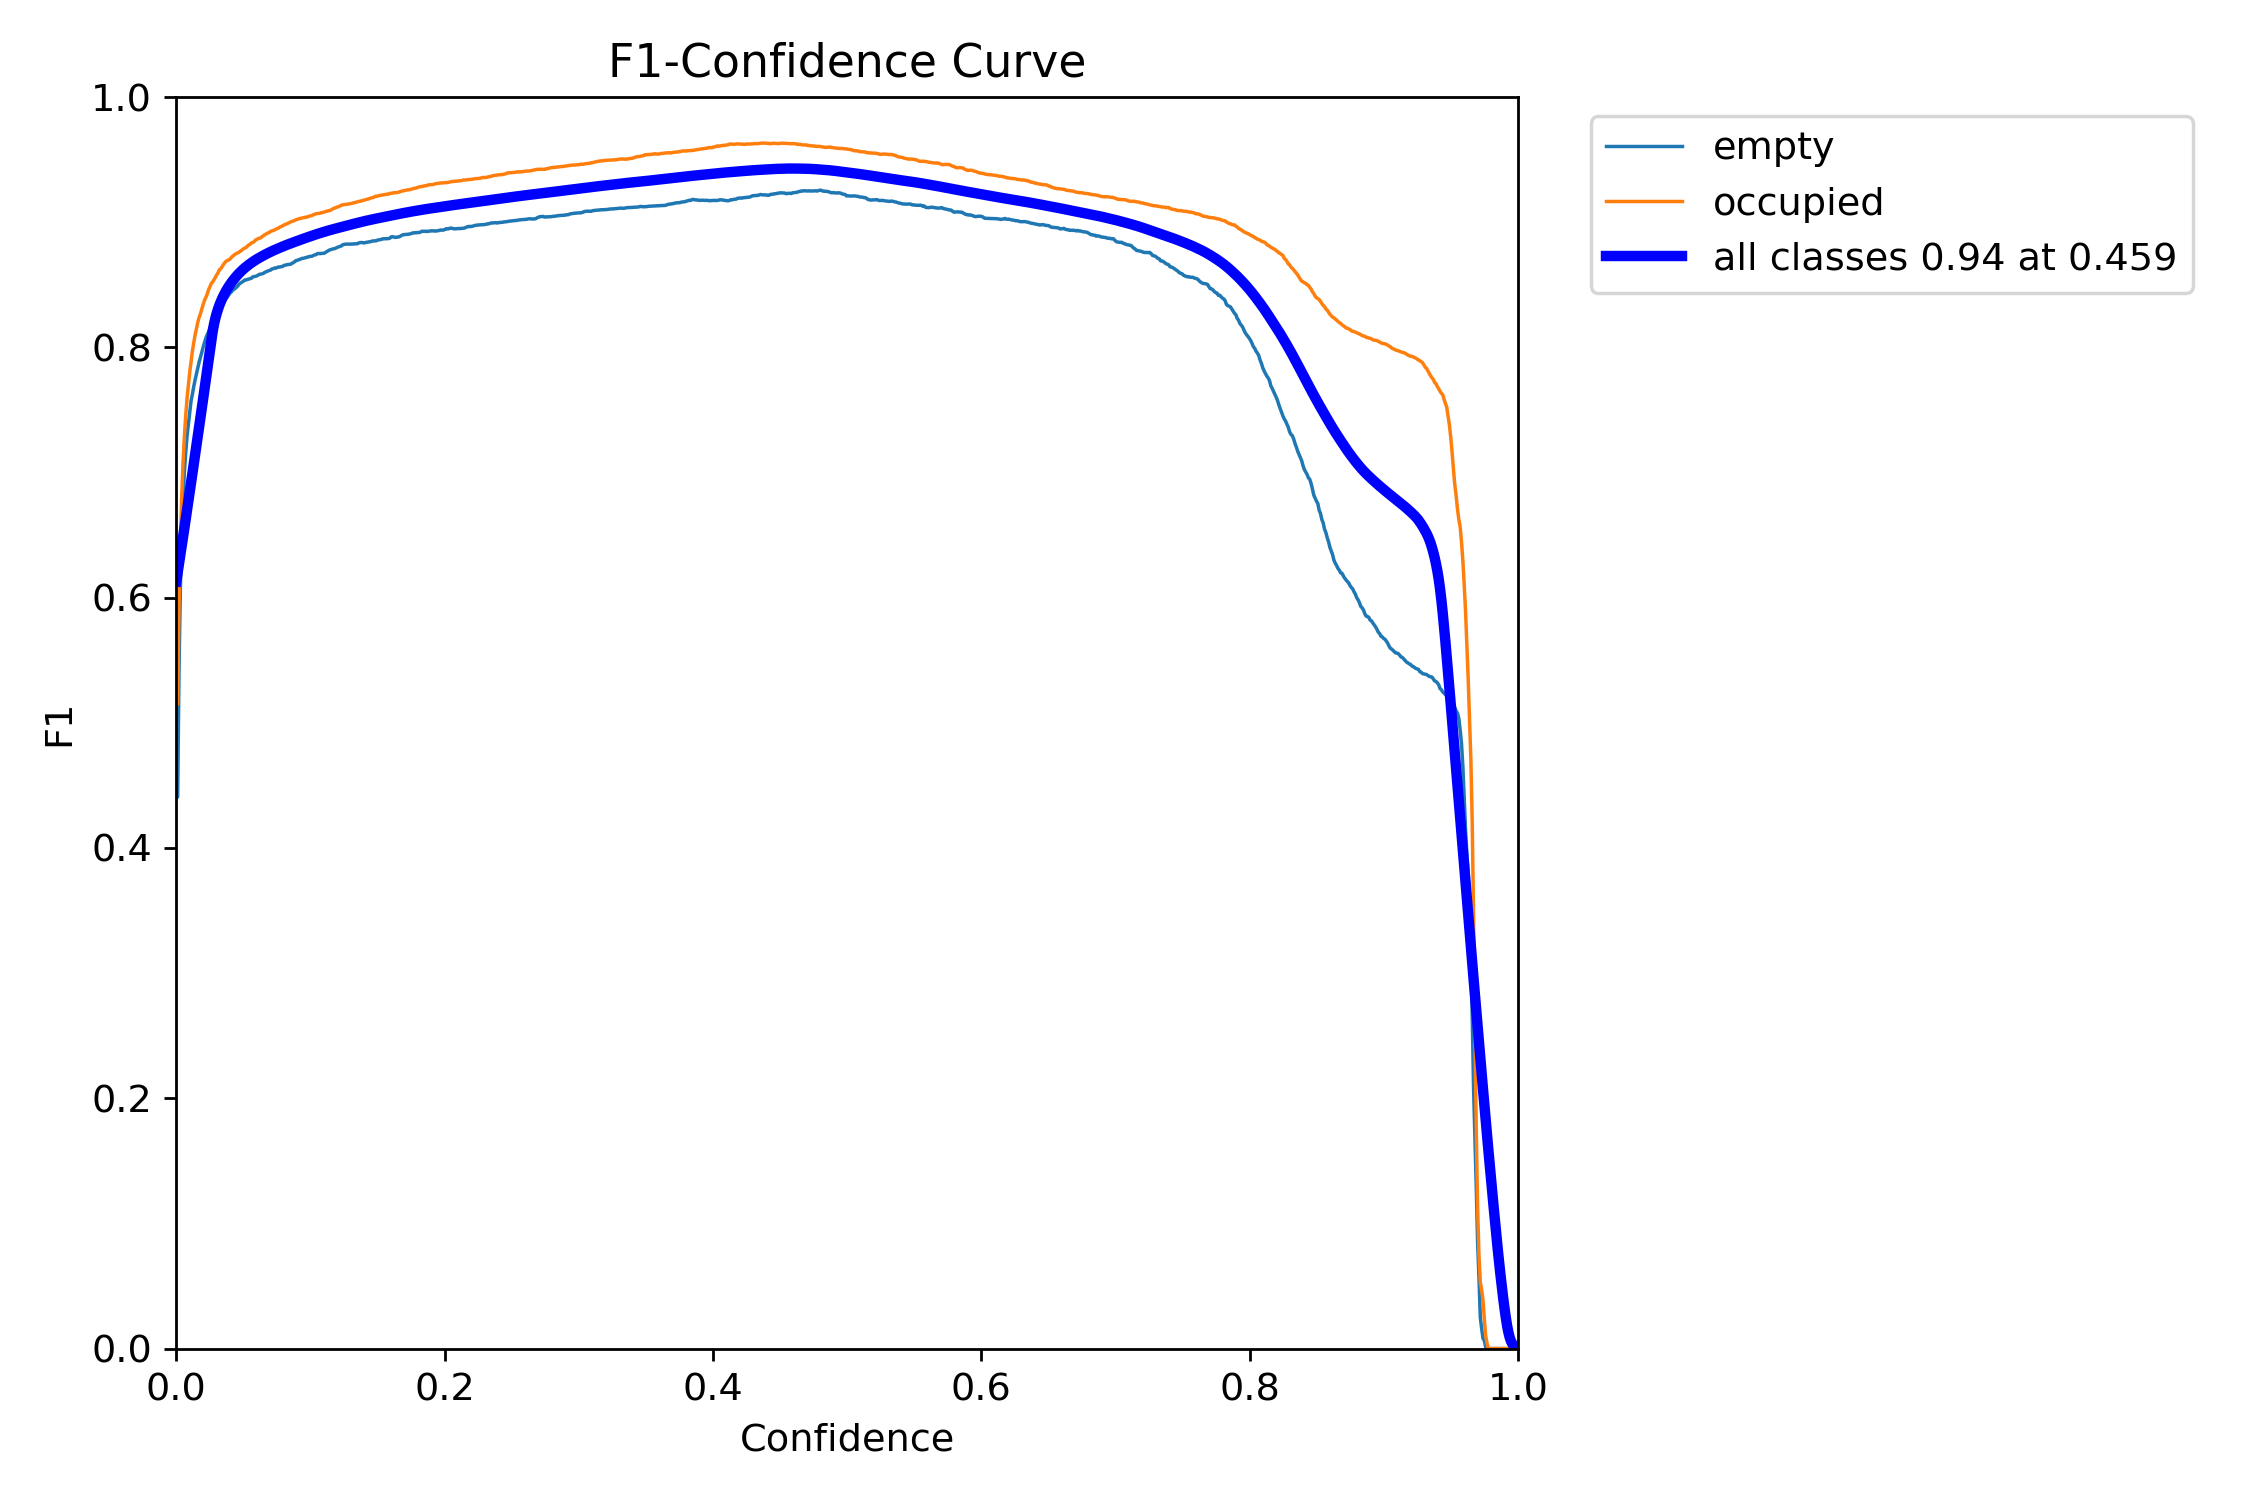 F1-Confidence Curve
1.0
0.8
0.6
0.4
0.2
0.0
F1
0.0 0.2 0.4 0.6 0.8 1.0
Confidence
empty
occupied
all classes 0.94 at 0.459